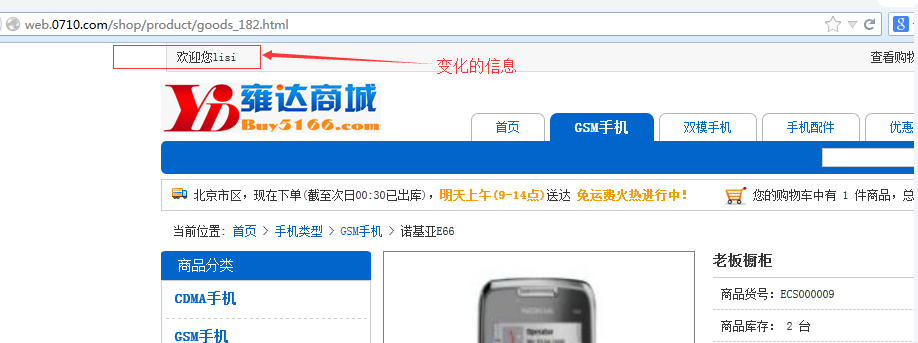 web.0710.com/shop/product/goods_182.html
8
欢迎您lisi
变化的信息
查看购物
YD 雍达商城
Buy5166.com
首页 GSM手机 双模手机 手机配件 优惠
北京市区，现在下单(截至次日00:30已出库)，明天上午(9-14点)送达 免运费火热进行中！ 您的购物车中有 1 件商品，总
当前位置: 首页 > 手机类型 > GSM手机 > 诺基亚E66
商品分类
CDMA手机
GSM手机
NOKIA
Operator
老板橱柜
商品货号：ECS000009
商品库存： 2 台